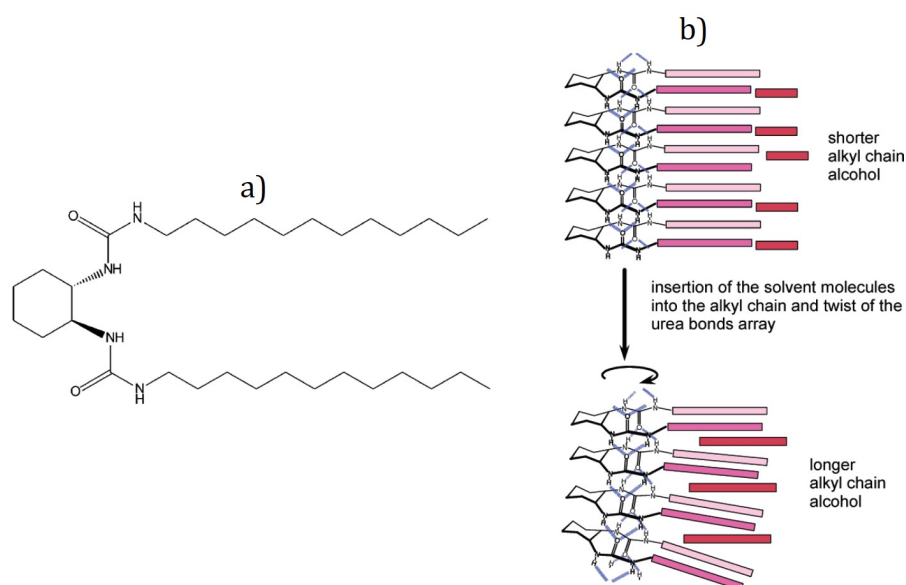 a)
O
H
N
NH
NH
O
N
H
b)
shorter
alkyl chain
alcohol
insertion of the solvent molecules
into the alkyl chain and twist of the
urea bonds array
longer
alkyl chain
alcohol